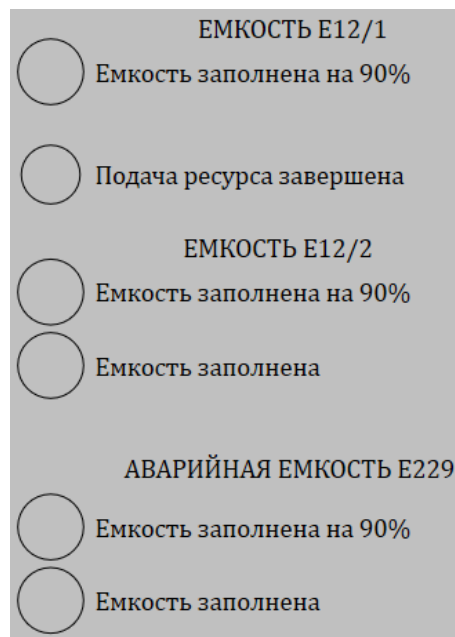 ЕМКОСТЬ Е12/1
Емкость заполнена на 90%
Подача ресурса завершена
ЕМКОСТЬ Е12/2
Емкость заполнена на 90%
Емкость заполнена
АВАРИЙНАЯ ЕМКОСТЬ Е229
Емкость заполнена на 90%
Емкость заполнена